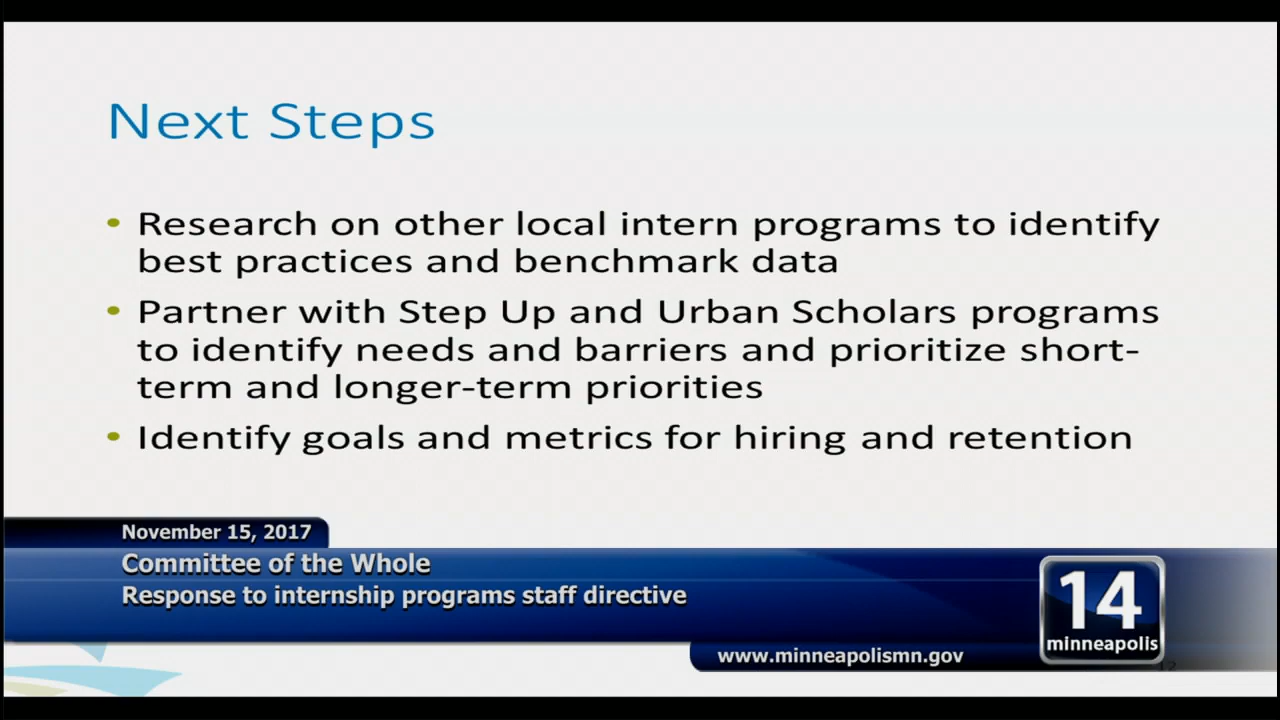 Next Steps
• Research on other local intern programs to identify
best practices and benchmark data
• Partner with Step Up and Urban Scholars programs
to identify needs and barriers and prioritize short-
term and longer-term priorities
• Identify goals and metrics for hiring and retention
November 15, 2017
Committee of the Whole
Response to internship programs staff directive
14
minneapolis
www.minneapolismn.gov
12